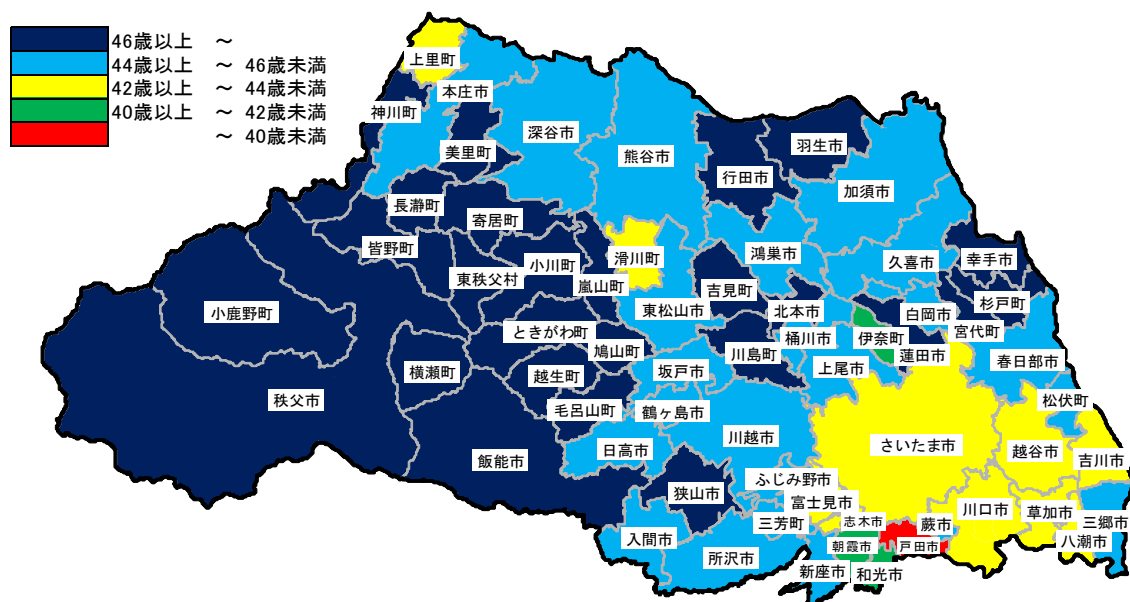 46歳以上 ～
44歳以上 ～ 46歳未満
42歳以上 ～ 44歳未満
40歳以上 ～ 42歳未満
～ 40歳未満
上里町
本庄市
神川町
美里町
深谷市
熊谷市
行田市
羽生市
加須市
長瀞町
寄居町
皆野町
東秩父村
小川町
嵐山町
滑川町
吉見町
鴻巣市
久喜市
幸手市
小鹿野町
ときがわ町
東松山市
北本市
白岡市
杉戸町
鳩山町
川島町
桶川市
伊奈町
宮代町
蓮田市
春日部市
横瀬町
越生町
坂戸市
上尾市
秩父市
毛呂山町
鶴ヶ島市
松伏町
日高市
川越市
さいたま市
越谷市
吉川市
飯能市
狭山市
ふじみ野市
富士見市
川口市
三芳町
志木市
蕨市
草加市
三郷市
入間市
所沢市
朝霞市
戸田市
八潮市
新座市
和光市